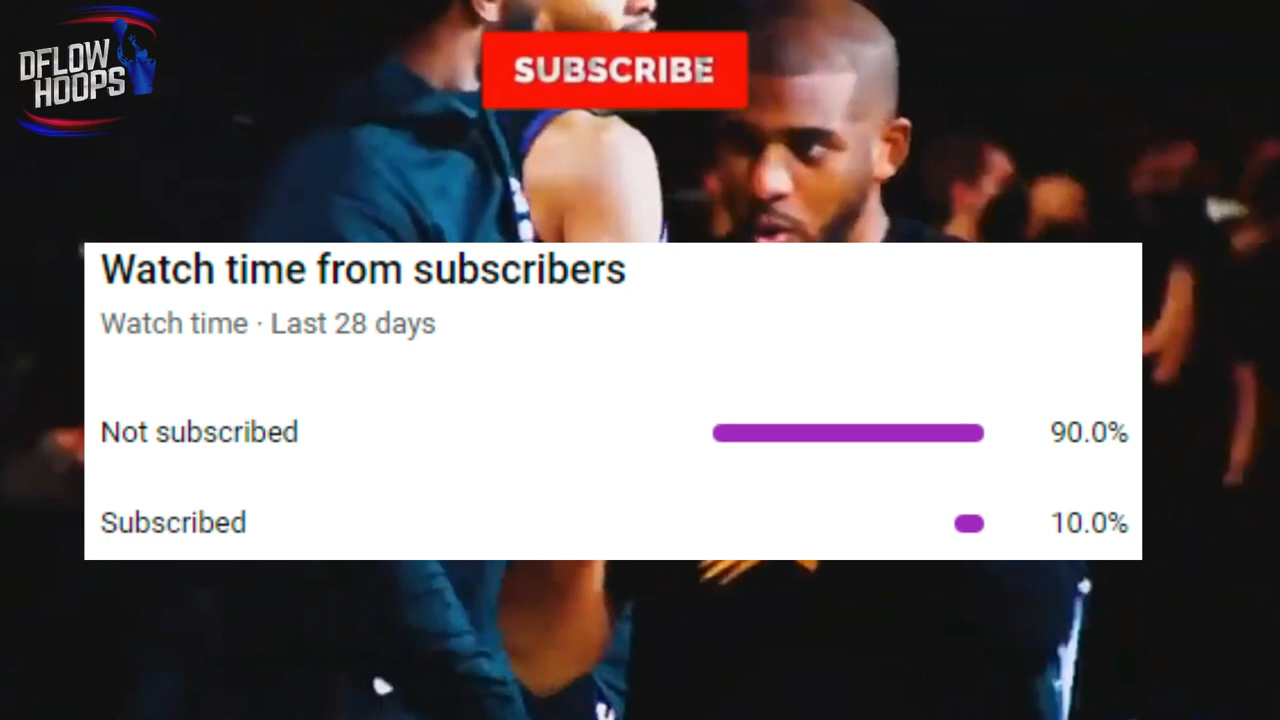 DFLOW
HOOPS
SUBSCRIBE
Watch time from subscribers
Watch time · Last 28 days
Not subscribed 90.0%
Subscribed 10.0%